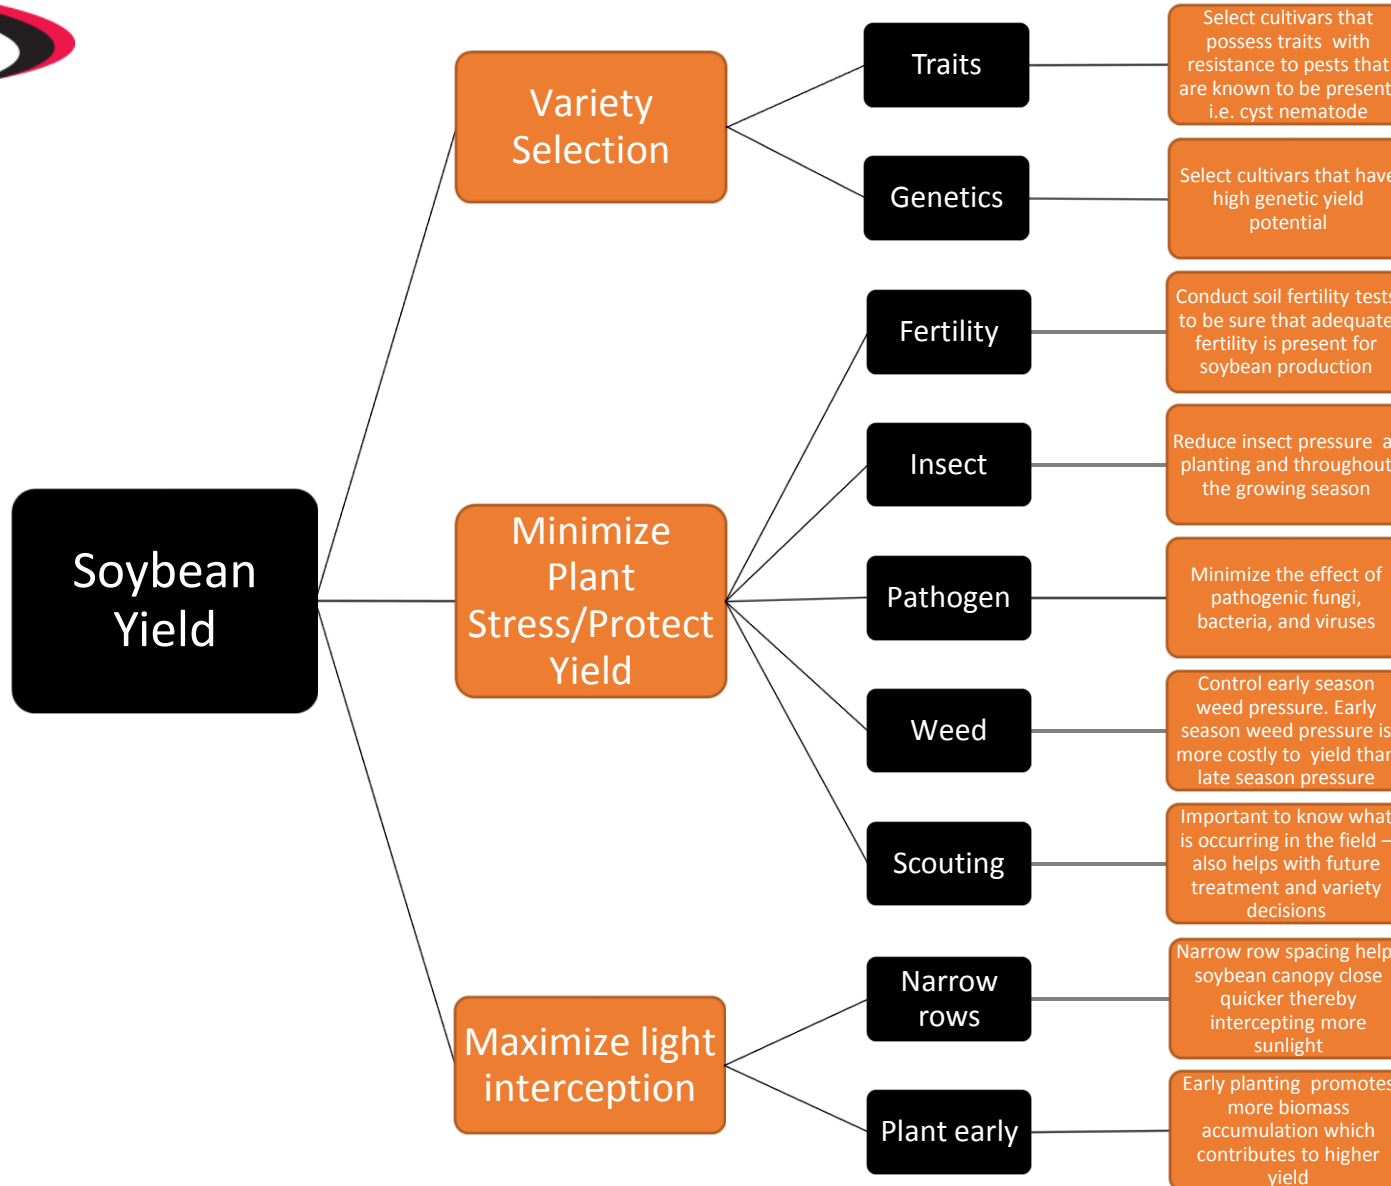 Soybean
Yield
Variety
Selection
Traits
Select cultivars that
possess traits with
resistance to pests that
are known to be present
i.e. cyst nematode
Genetics
Select cultivars that have
high genetic yield
potential
Minimize
Plant
Stress/Protect
Yield
Fertility
Conduct soil fertility tests
to be sure that adequate
fertility is present for
soybean production
Insect
Reduce insect pressure a
planting and throughout
the growing season
Pathogen
Minimize the effect of
pathogenic fungi,
bacteria, and viruses
Weed
Control early season
weed pressure. Early
season weed pressure is
more costly to yield than
late season pressure
Scouting
Important to know what
is occurring in the field –
also helps with future
treatment and variety
decisions
Maximize light
interception
Narrow
rows
Narrow row spacing help
soybean canopy close
quicker thereby
intercepting more
sunlight
Plant early
Early planting promotes
more biomass
accumulation which
contributes to higher
yield